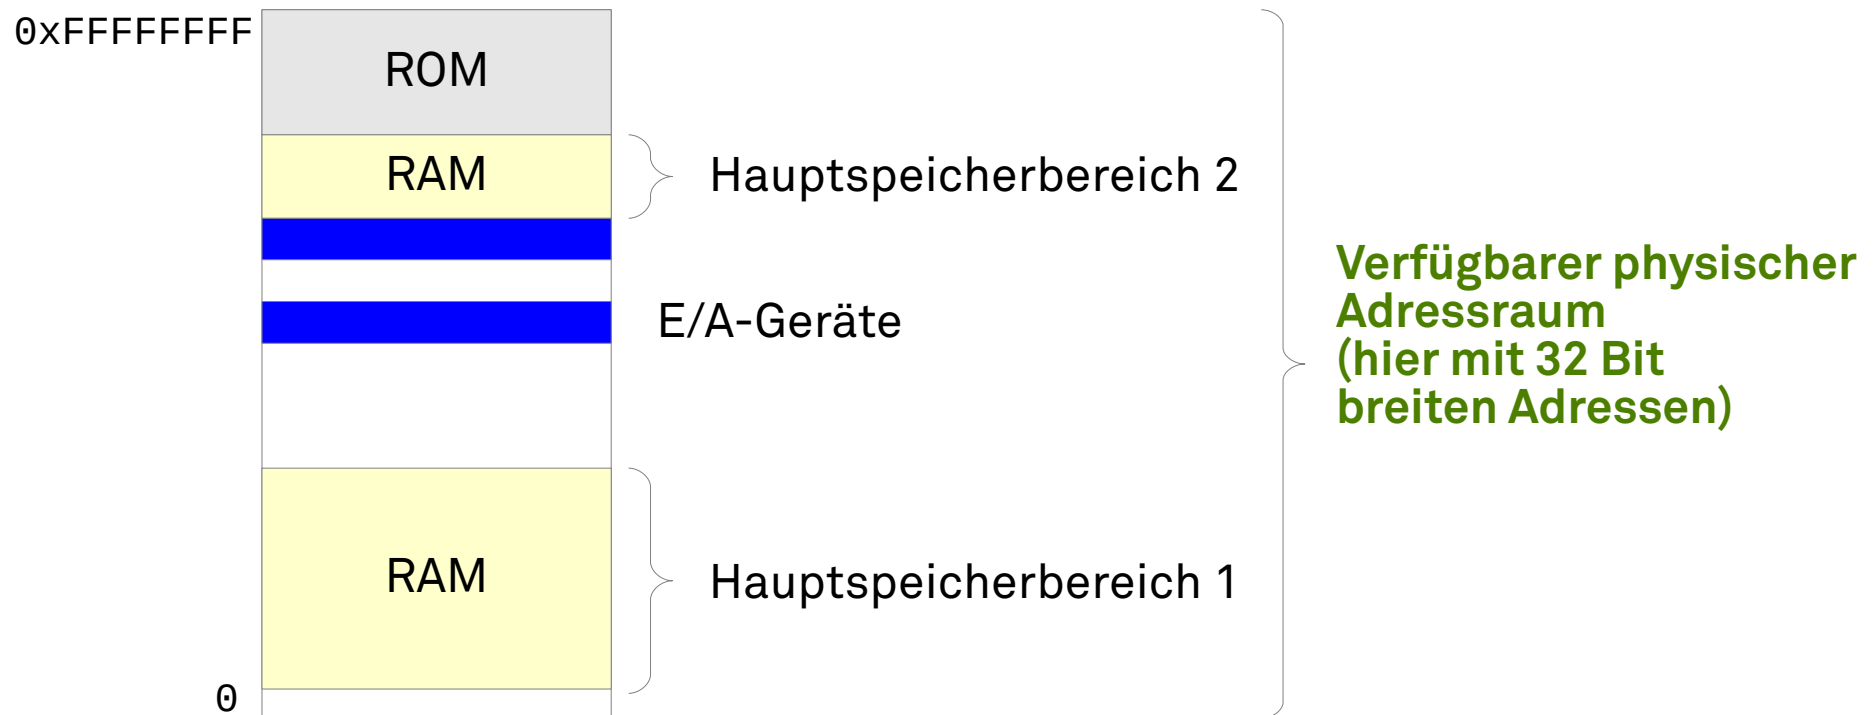 0xFFFFFFFF
ROM
RAM
Hauptspeicherbereich 2
E/A-Geräte
Verfügbarer physischer
Adressraum
(hier mit 32 Bit
breiten Adressen)
RAM
Hauptspeicherbereich 1
0